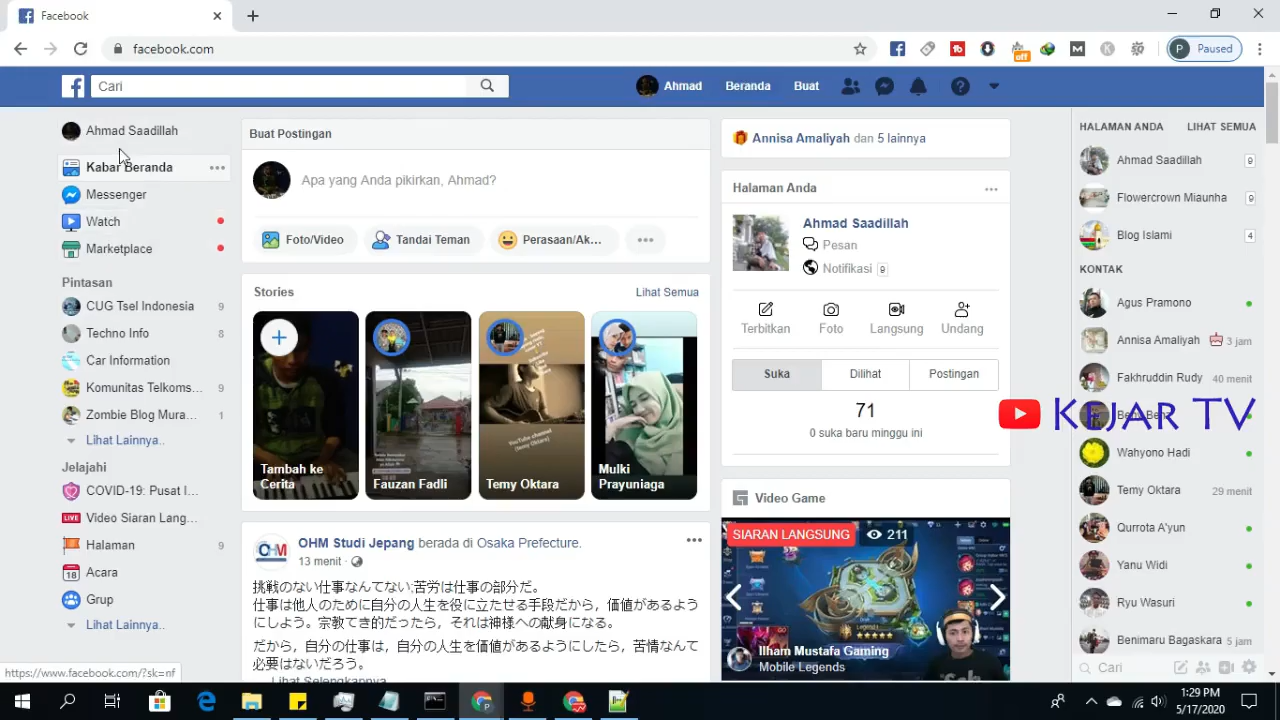 Facebook
facebook.com
off
P Paused
Cari
Ahmad
Beranda
Buat
Ahmad Saadillah
Kabar Beranda
Messenger
Watch
Marketplace
Pintasan
CUG Tsel Indonesia 9
Techno Info 8
Car Information
Komunitas Telkoms... 9
Zombie Blog Mura... 1
Lihat Lainnya..
Jelajahi
COVID-19: Pusat I...
LIVE Video Siaran Lang...
Halaman 9
18 Acara
Grup
Lihat Lainnya..
https://www.facebook.com/?sk=nf
Buat Postingan
Apa yang Anda pikirkan, Ahmad?
Foto/Video
Tandai Teman
Perasaan/Ak...
Stories
Lihat Semua
Tambah ke
Cerita
Fauzan Fadli
YouTube channel
(Temy Oktara)
Temy Oktara
Mulki
Prayuniaga
OHM
OHM Studi Jepang berada di Osaka Prefecture.
13 menit
挑戦のない仕事なんてない:苦労は仕事の部分だ。
仕事は他人のために自分の人生を役に立たせる手段だから，価値があるよう
にしよう。宗教てき的だったら，それは神様への献身になる。
だから，自分の仕事は，自分の人生を価値があるようにしたら，苦情なんて
必要はないだろう。
... Lihat Selengkapnya
Annisa Amaliyah dan 5 lainnya
Halaman Anda
Ahmad Saadillah
Pesan
Notifikasi 9
Terbitkan
Foto
Langsung
Undang
Suka
Dilihat
Postingan
71
0 suka baru minggu ini
Video Game
SIARAN LANGSUNG
211
Ilham Mustafa Gaming
Mobile Legends
HALAMAN ANDA
LIHAT SEMUA
Ahmad Saadillah 9
Flowercrown Miaunha 9
Blog Islami 4
KONTAK
Agus Pramono
Annisa Amaliyah 3 jam
Fakhruddin Rudy 40 menit
KEJAR TV
Wahyono Hadi
Temy Oktara 29 menit
Qurrota A'yun
Yanu Widi
Ryu Wasuri
Benimaru Bagaskara 5 jam
Cari
1:29 PM
5/17/2020